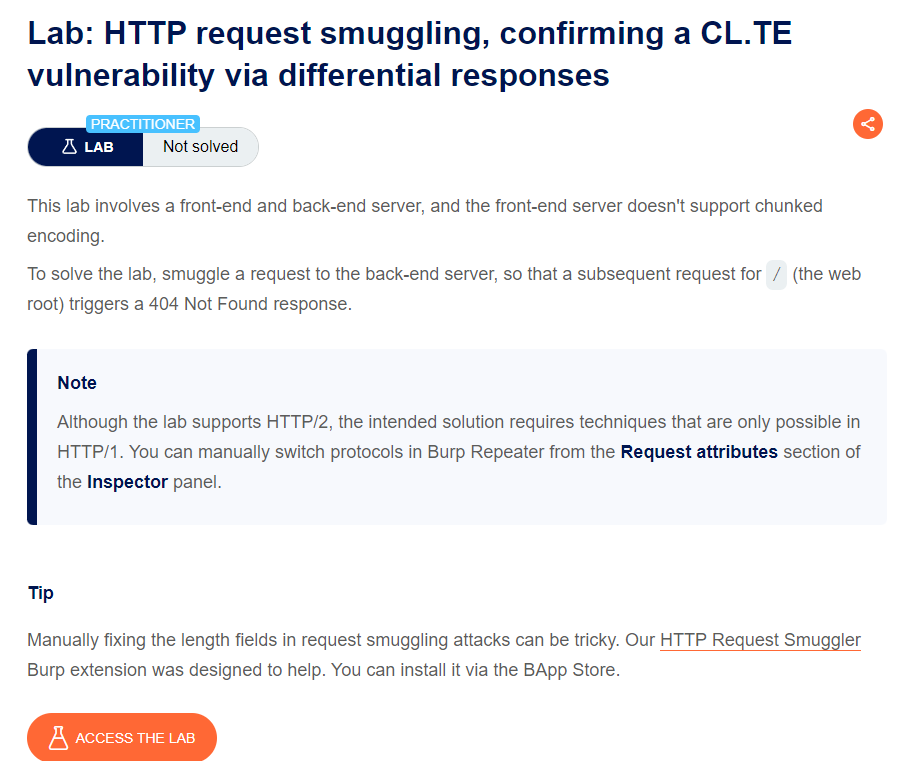 Lab: HTTP request smuggling, confirming a CL.TE
vulnerability via differential responses
PRACTITIONER
LAB
Not solved
This lab involves a front-end and back-end server, and the front-end server doesn't support chunked
encoding.
To solve the lab, smuggle a request to the back-end server, so that a subsequent request for / (the web
root) triggers a 404 Not Found response.
Note
Although the lab supports HTTP/2, the intended solution requires techniques that are only possible in
HTTP/1. You can manually switch protocols in Burp Repeater from the Request attributes section of
the Inspector panel.
Tip
Manually fixing the length fields in request smuggling attacks can be tricky. Our HTTP Request Smuggler
Burp extension was designed to help. You can install it via the BApp Store.
ACCESS THE LAB